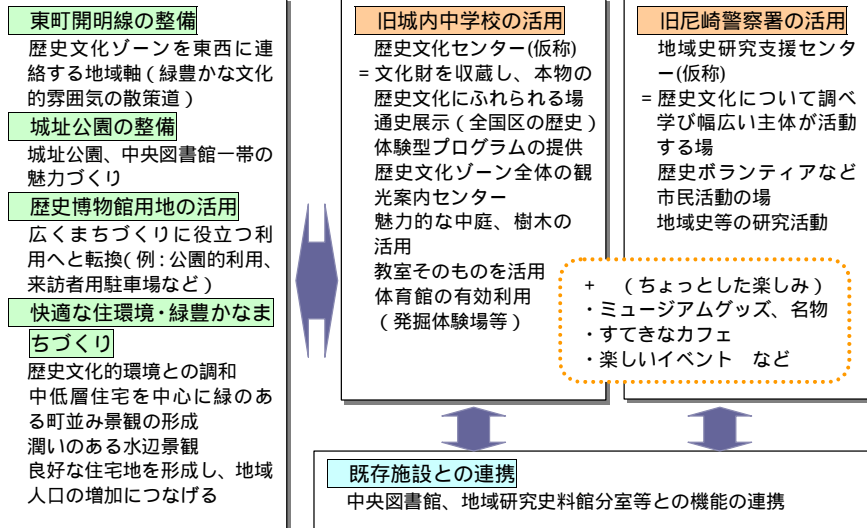 東町開明線の整備
歴史文化ゾーンを東西に連
絡する地域軸（緑豊かな文化
的雰囲気の散策道）
城址公園の整備
城址公園、中央図書館一帯の
魅力づくり
歴史博物館用地の活用
広くまちづくりに役立つ利
用へと転換（例：公園的利用、
来訪者用駐車場など）
快適な住環境・緑豊かなま
ちづくり
歴史文化的環境との調和
中低層住宅を中心に緑のあ
る町並み景観の形成
潤いのある水辺景観
良好な住宅地を形成し、地域
人口の増加につなげる
旧城内中学校の活用
歴史文化センター(仮称)
＝文化財を収蔵し、本物の
歴史文化にふれられる場
通史展示（全国区の歴史）
体験型プログラムの提供
歴史文化ゾーン全体の観
光案内センター
魅力的な中庭、樹木の
活用
教室そのものを活用
体育館の有効利用
（発掘体験場等）
旧尼崎警察署の活用
地域史研究支援センタ
ー(仮称)
＝歴史文化について調べ
学び幅広い主体が活動
する場
歴史ボランティアなど
市民活動の場
地域史等の研究活動
＋　（ちょっとした楽しみ）
・ミュージアムグッズ、名物
・すてきなカフェ
・楽しいイベント　など
既存施設との連携
中央図書館、地域研究史料館分室等との機能の連携